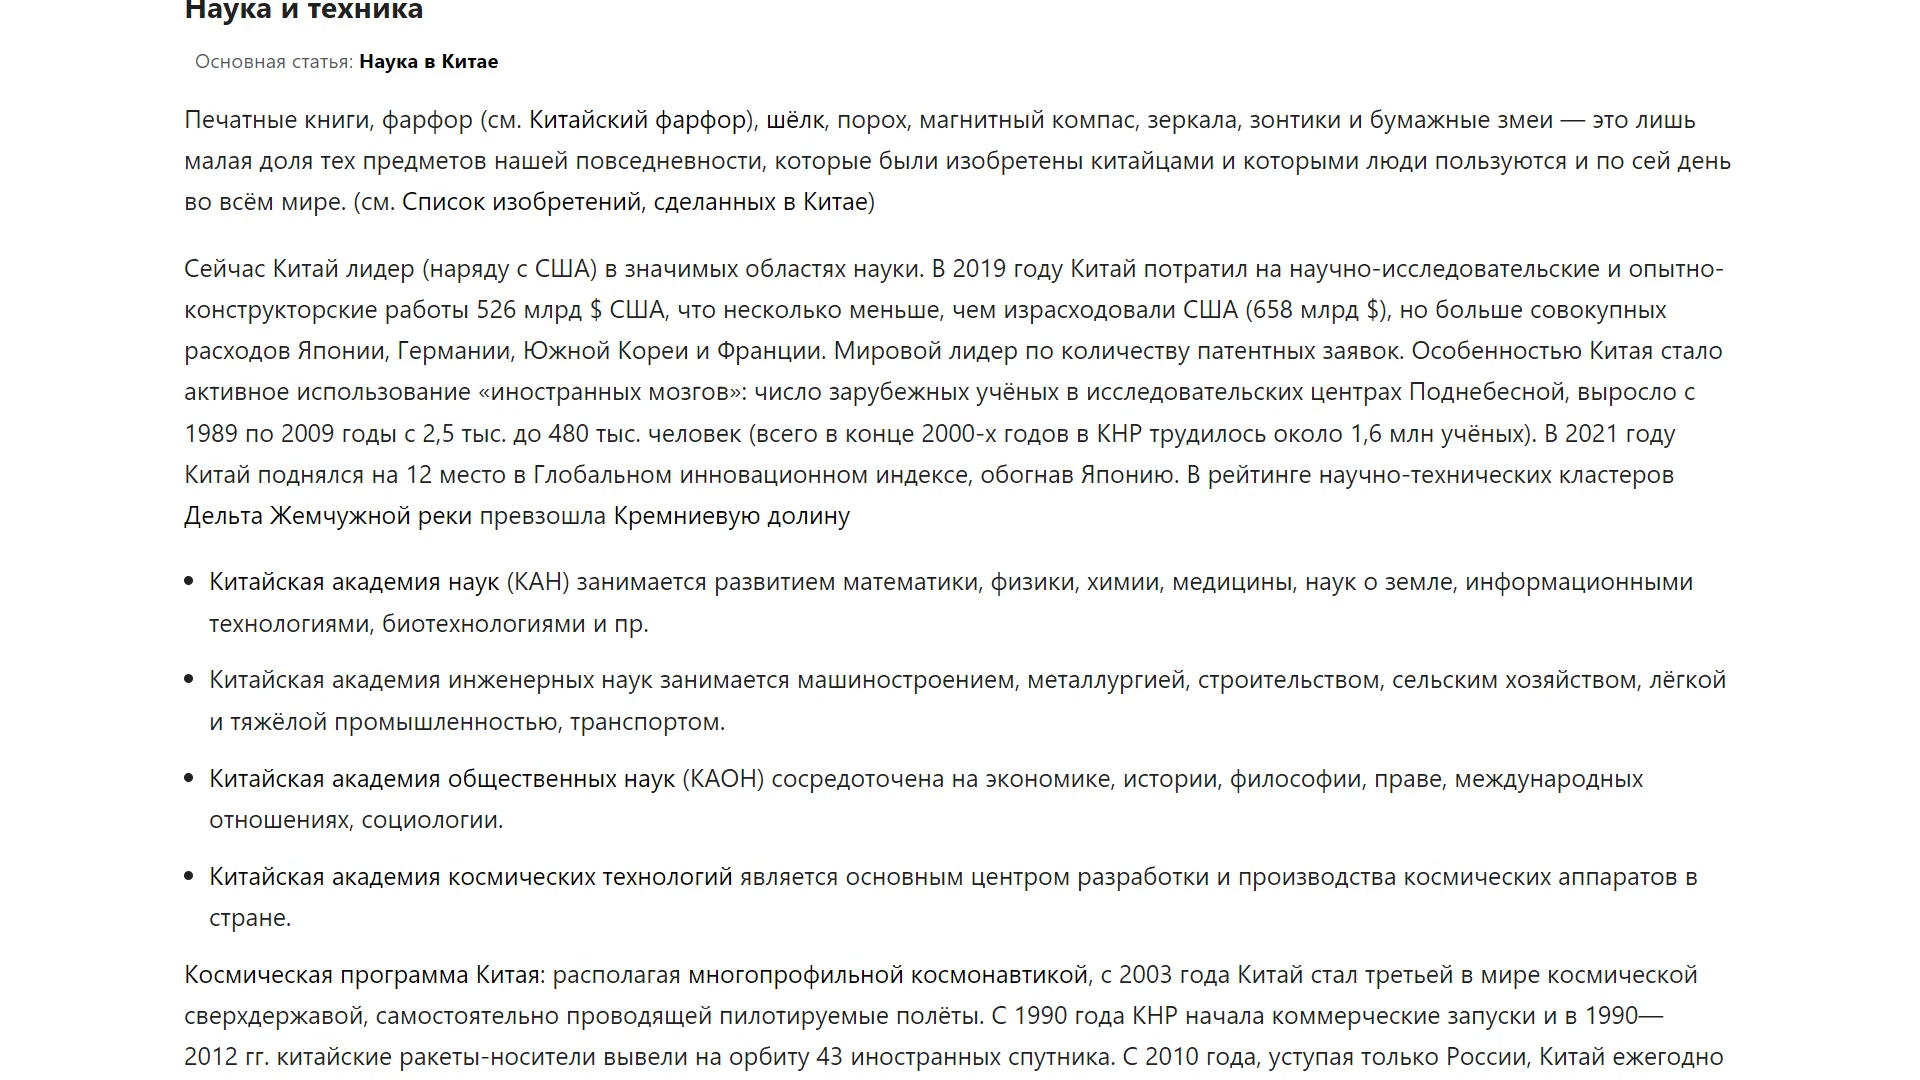 Наука и техника
Основная статья: Наука в Китае
Печатные книги, фарфор (см. Китайский фарфор), шёлк, порох, магнитный компас, зеркала, зонтики и бумажные змеи — это лишь
малая доля тех предметов нашей повседневности, которые были изобретены китайцами и которыми люди пользуются и по сей день
во всём мире. (см. Список изобретений, сделанных в Китае)
Сейчас Китай лидер (наряду с США) в значимых областях науки. В 2019 году Китай потратил на научно-исследовательские и опытно-
конструкторские работы 526 млрд $ США, что несколько меньше, чем израсходовали США (658 млрд $), но больше совокупных
расходов Японии, Германии, Южной Кореи и Франции. Мировой лидер по количеству патентных заявок. Особенностью Китая стало
активное использование «иностранных мозгов»: число зарубежных учёных в исследовательских центрах Поднебесной, выросло с
1989 по 2009 годы с 2,5 тыс. до 480 тыс. человек (всего в конце 2000-х годов в КНР трудилось около 1,6 млн учёных). В 2021 году
Китай поднялся на 12 место в Глобальном инновационном индексе, обогнав Японию. В рейтинге научно-технических кластеров
Дельта Жемчужной реки превзошла Кремниевую долину
• Китайская академия наук (КАН) занимается развитием математики, физики, химии, медицины, наук о земле, информационными
технологиями, биотехнологиями и пр.
• Китайская академия инженерных наук занимается машиностроением, металлургией, строительством, сельским хозяйством, лёгкой
и тяжёлой промышленностью, транспортом.
• Китайская академия общественных наук (КАОН) сосредоточена на экономике, истории, философии, праве, международных
отношениях, социологии.
• Китайская академия космических технологий является основным центром разработки и производства космических аппаратов в
стране.
Космическая программа Китая: располагая многопрофильной космонавтикой, с 2003 года Китай стал третьей в мире космической
сверхдержавой, самостоятельно проводящей пилотируемые полёты. С 1990 года КНР начала коммерческие запуски и в 1990—
2012 гг. китайские ракеты-носители вывели на орбиту 43 иностранных спутника. С 2010 года, уступая только России, Китай ежегодно